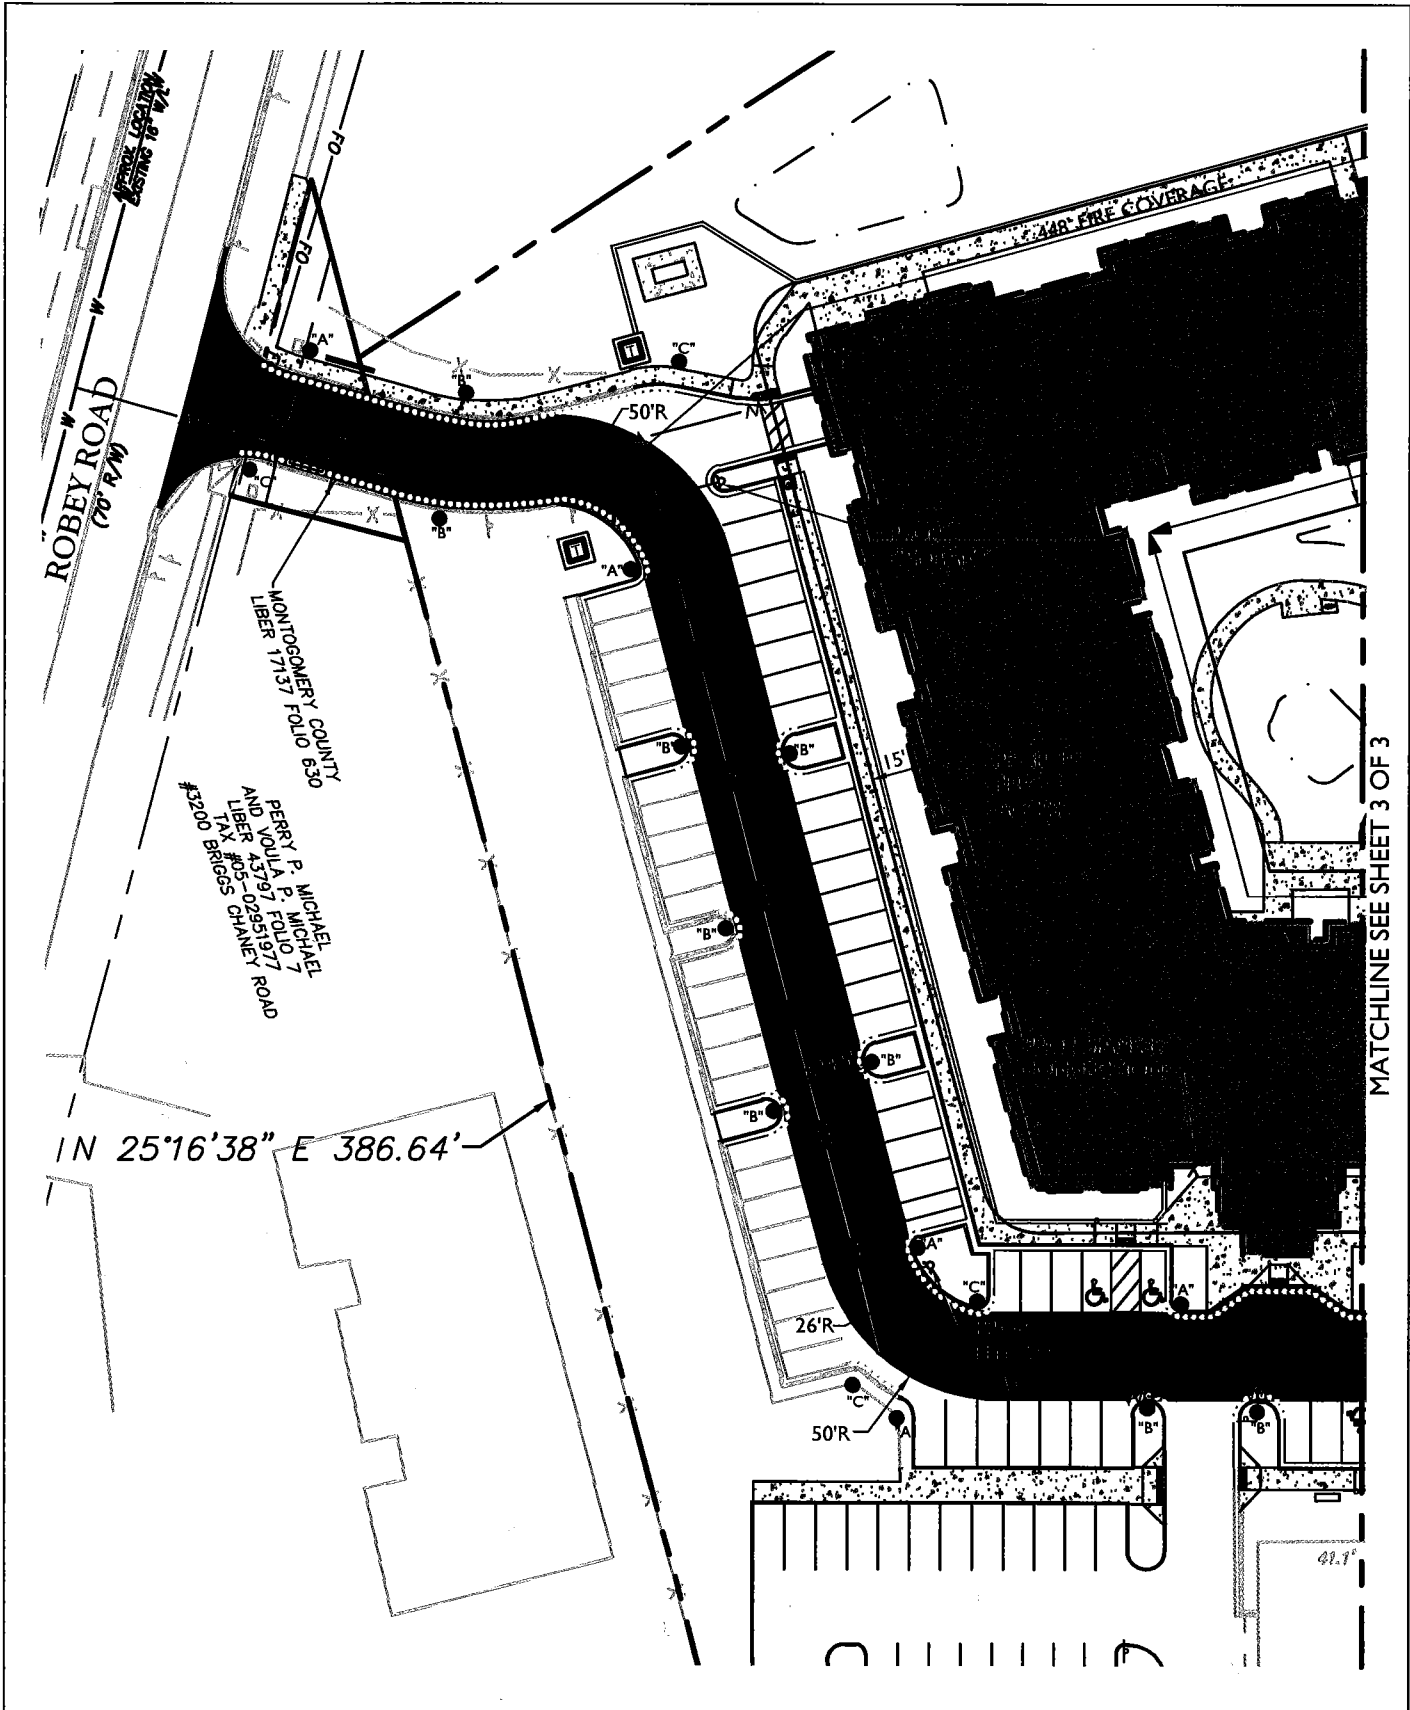 APPROX. LOCATION
EXISTING 16" W/L
W
W
W
W
ROBEY ROAD
(70' R/W)
FO
FO
448' FIRE COVERAGE
"A"
"B"
"C"
T
50'R
"C"
"B"
T
"A"
MONTOGOMERY COUNTY
LIBER 17137 FOLIO 630
PERRY P. MICHAEL
AND VOULA P. MICHAEL
LIBER 43797 FOLIO 7
TAX #05-02951977
#3200 BRIGGS CHANEY ROAD
"B"
"B"
15'
"B"
"B"
"B"
N 25°16'38" E 386.64'
"A"
"C"
"A"
26'R
"C"
"A
50'R
"B"
"B"
41.1'
MATCHLINE SEE SHEET 3 OF 3